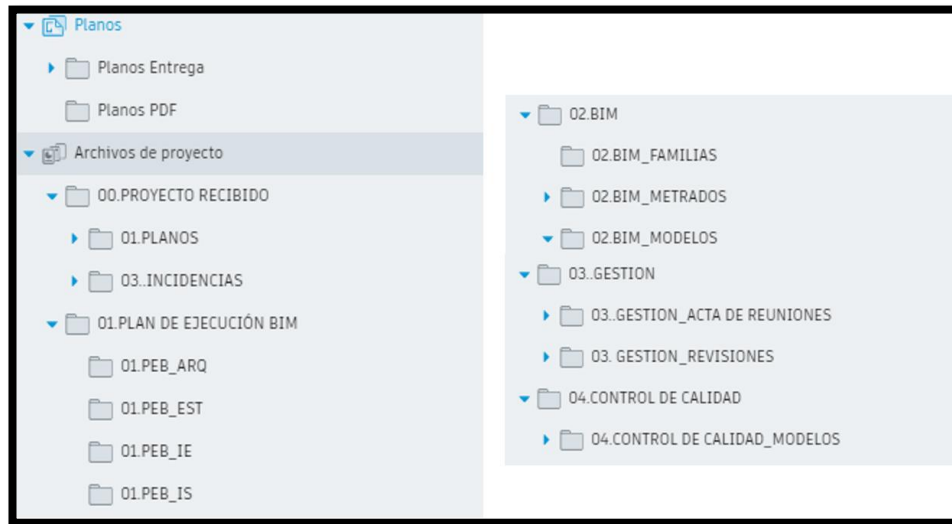 Planos
Planos Entrega
Planos PDF
Archivos de proyecto
00.PROYECTO RECIBIDO
01.PLANOS
03..INCIDENCIAS
01.PLAN DE EJECUCIÓN BIM
01.PEB_ARQ
01.PEB_EST
01.PEB_IE
01.PEB_IS
02.BIM
02.BIM_FAMILIAS
02.BIM_METRADOS
02.BIM_MODELOS
03..GESTION
03..GESTION_ACTA DE REUNIONES
03. GESTION_REVISIONES
04.CONTROL DE CALIDAD
04.CONTROL DE CALIDAD_MODELOS